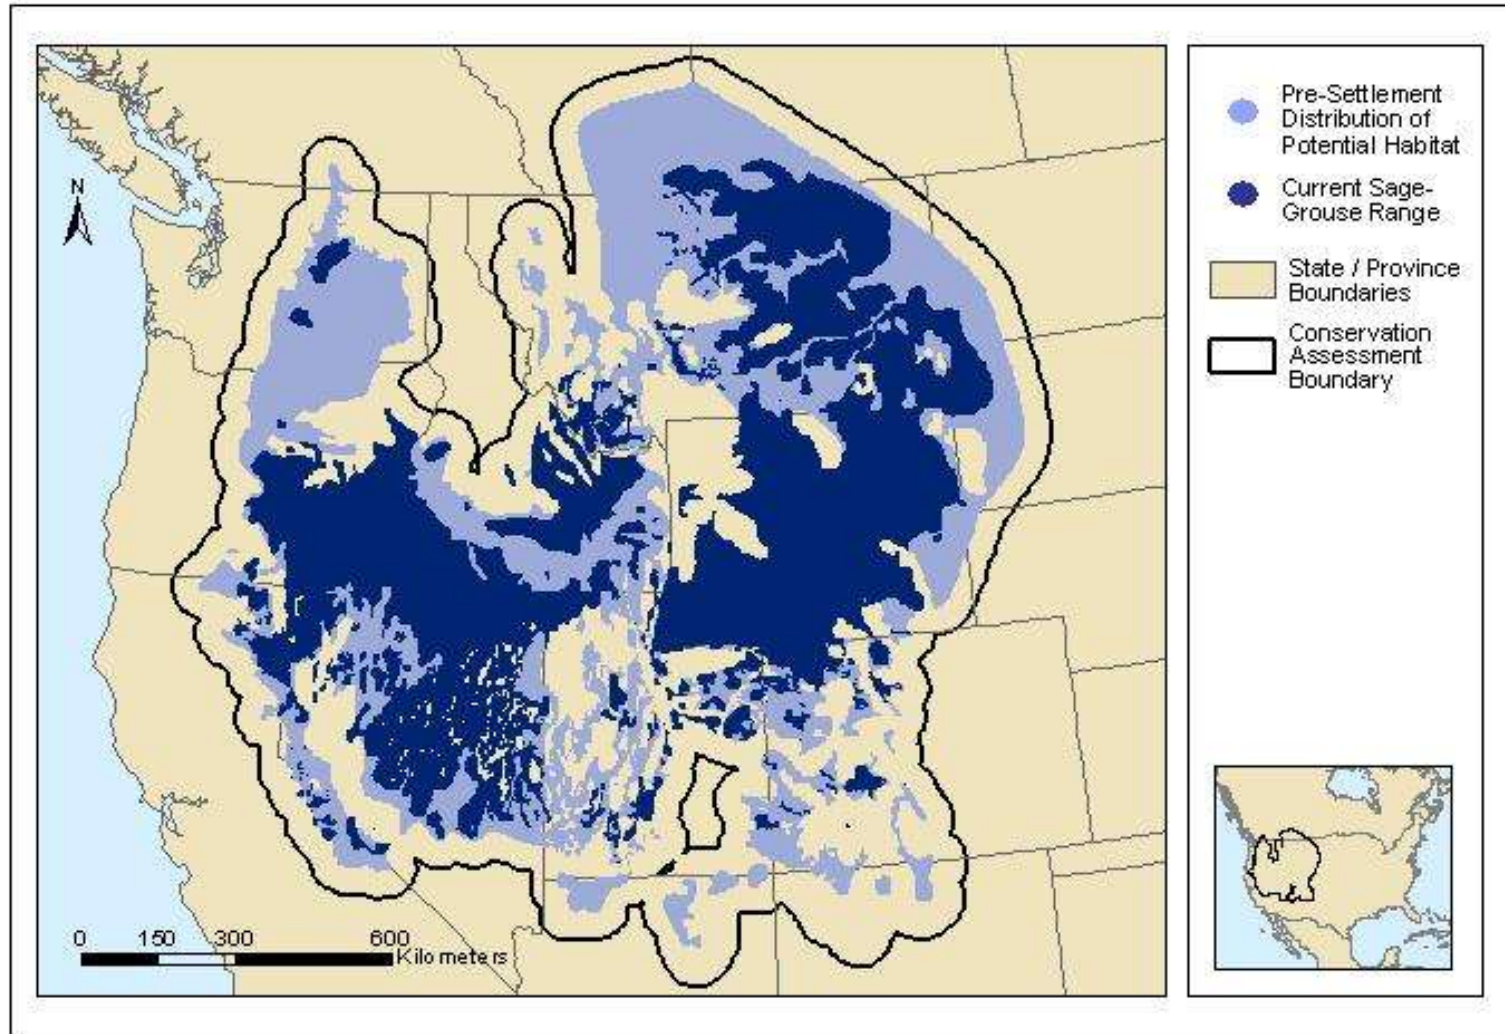 N
0 150 300 600
Kilometers
Pre-Settlement
Distribution of
Potential Habitat
Current Sage-
Grouse Range
State / Province
Boundaries
Conservation
Assessment
Boundary